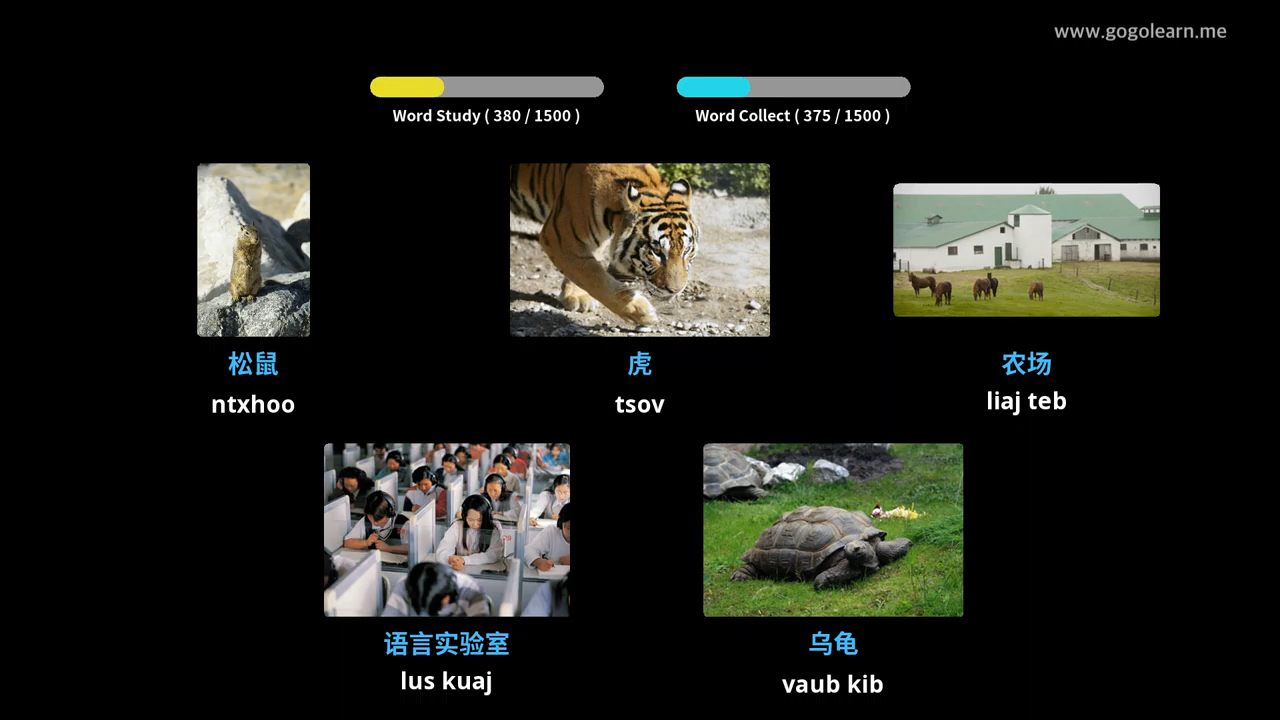 www.gogolearn.me
Word Study ( 380 / 1500 )
Word Collect ( 375 / 1500 )
松鼠
ntxhoo
虎
tsov
农场
liaj teb
语言实验室
lus kuaj
乌龟
vaub kib